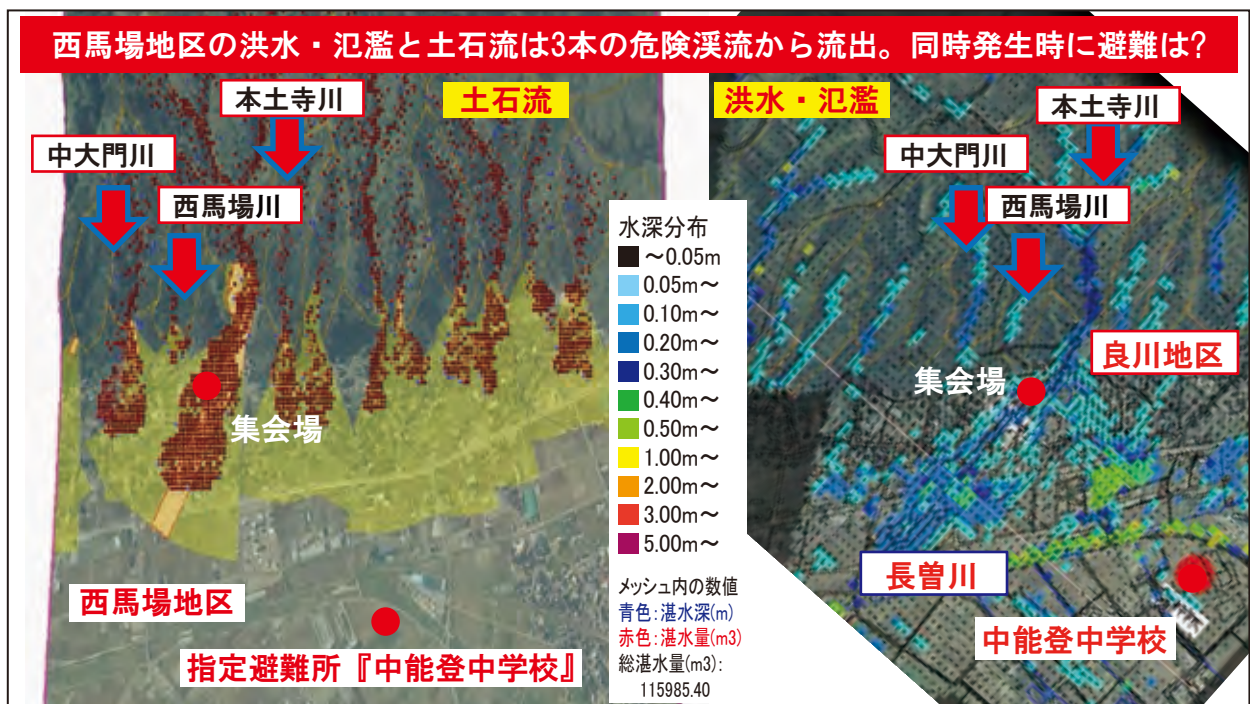 西馬場地区の洪水・氾濫と土石流は3本の危険渓流から流出。同時発生時に避難は?
本土寺川
土石流
中大門川
西馬場川
集会場
西馬場地区
指定避難所『中能登中学校』
水深分布
～0.05m
0.05m～
0.10m～
0.20m～
0.30m～
0.40m～
0.50m～
1.00m～
2.00m～
3.00m～
5.00m～
メッシュ内の数値
青色：湛水深(m)
赤色：湛水量(m3)
総湛水量(m3)：
115985.40
洪水・氾濫
本土寺川
中大門川
西馬場川
良川地区
集会場
長曽川
中能登中学校